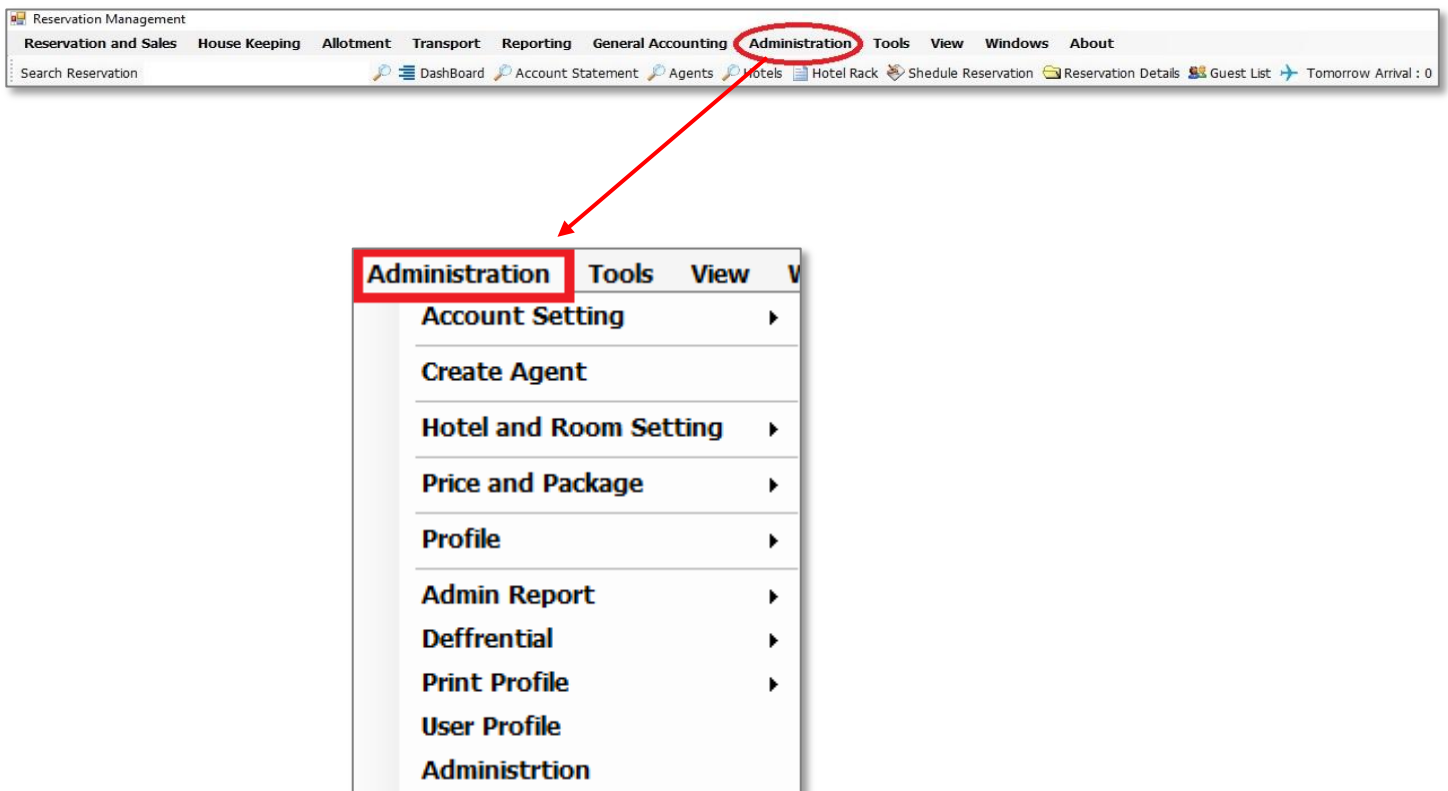 Reservation Management
Reservation and Sales House Keeping Allotment Transport Reporting General Accounting Administration Tools View Windows About
Search Reservation DashBoard Account Statement Agents Hotels Hotel Rack Shedule Reservation Reservation Details Guest List Tomorrow Arrival : 0
Administration Tools View
Account Setting
Create Agent
Hotel and Room Setting
Price and Package
Profile
Admin Report
Deffrential
Print Profile
User Profile
Administrtion